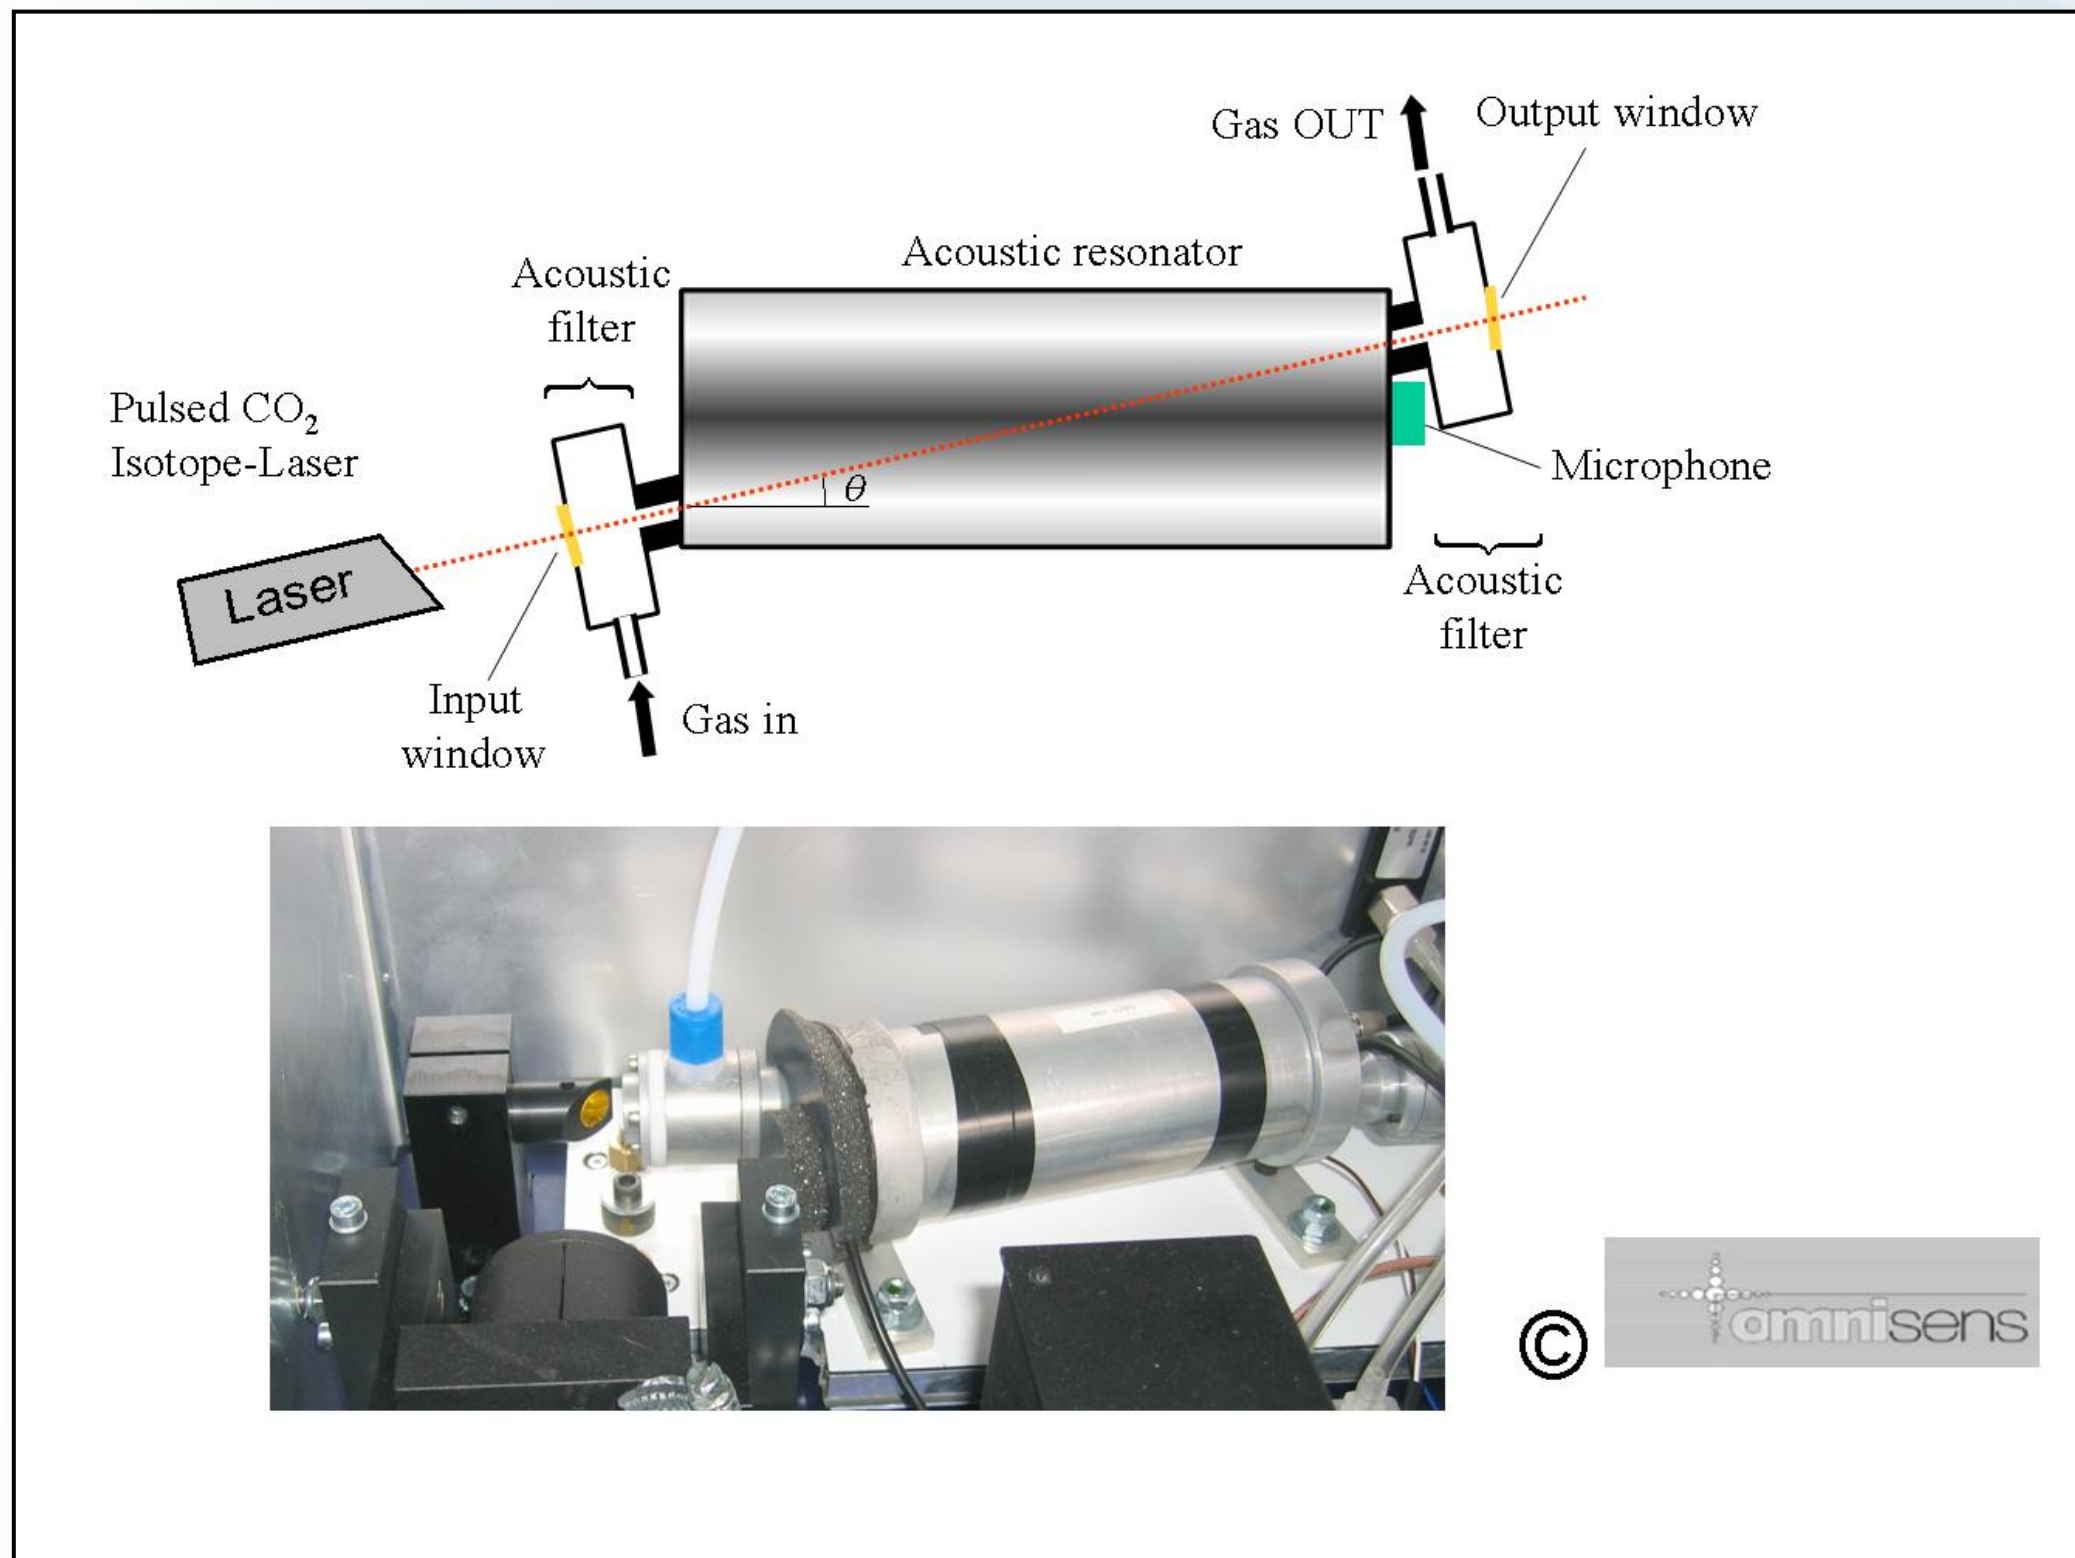 Gas OUT
Output window
Acoustic resonator
Acoustic
filter
Pulsed CO₂
Isotope-Laser
θ
Microphone
Laser
Acoustic
filter
Input
window
Gas in
©
omnisens